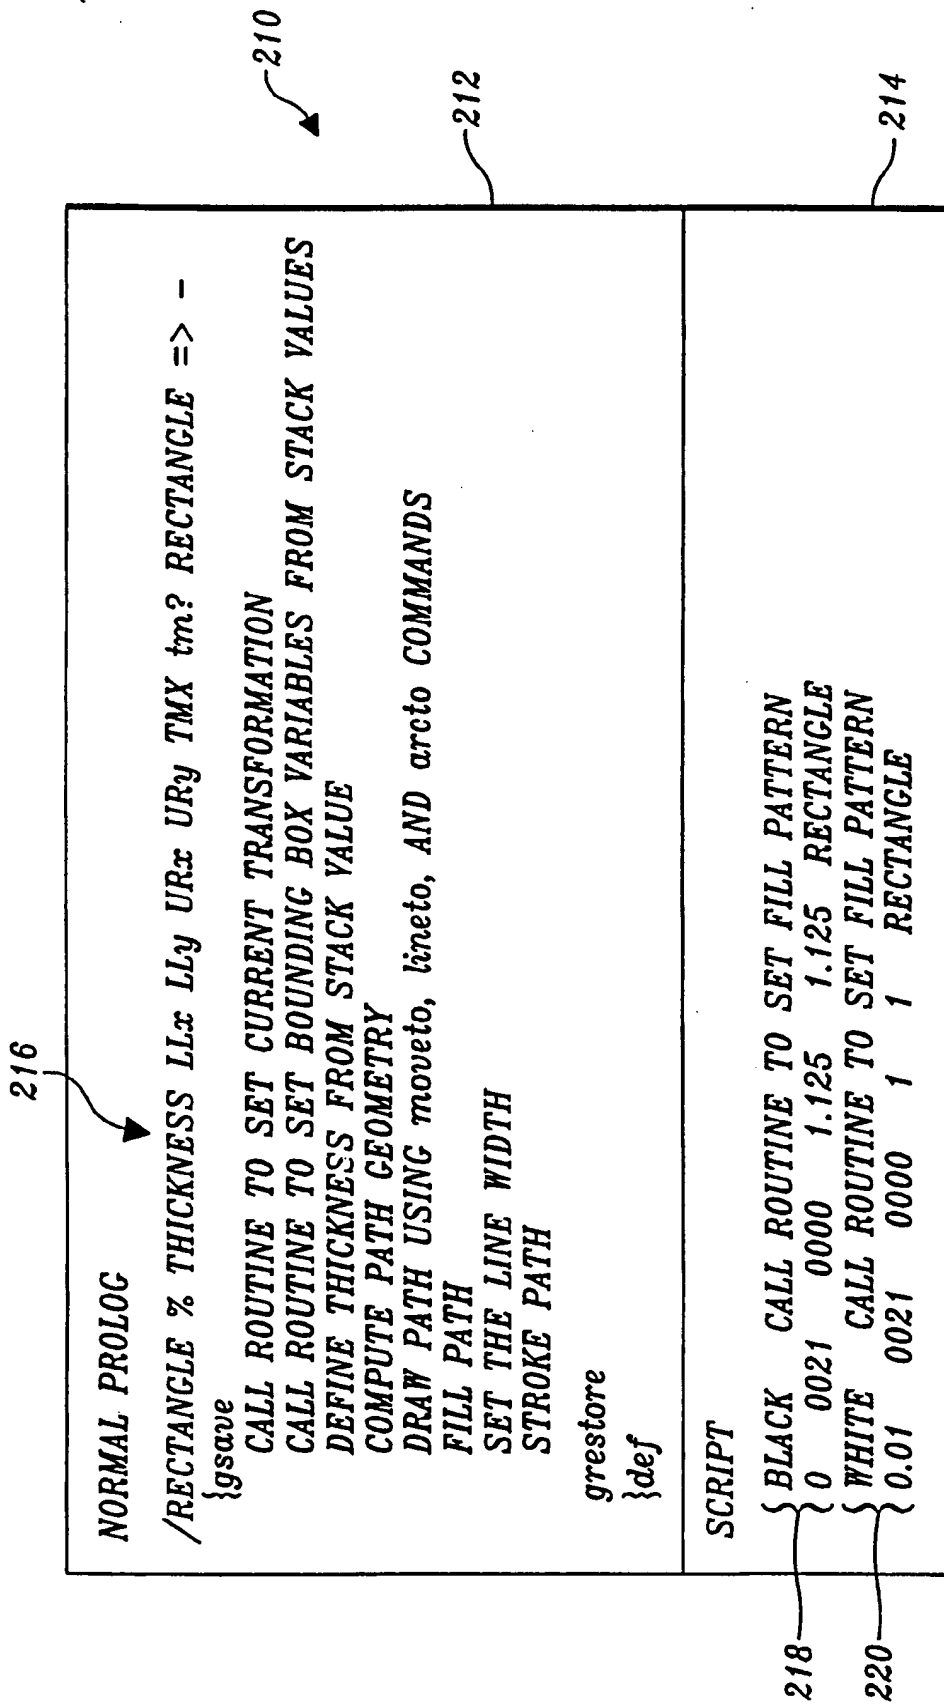 210
212
214
216
NORMAL PROLOG
/RECTANGLE % THICKNESS LLx LLy URx URy TMX tm? RECTANGLE => -
{gsave
CALL ROUTINE TO SET CURRENT TRANSFORMATION
CALL ROUTINE TO SET BOUNDING BOX VARIABLES FROM STACK VALUES
DEFINE THICKNESS FROM STACK VALUE
COMPUTE PATH GEOMETRY
DRAW PATH USING moveto, lineto, AND arcto COMMANDS
FILL PATH
SET THE LINE WIDTH
STROKE PATH
grestore
}def
SCRIPT
BLACK CALL ROUTINE TO SET FILL PATTERN
0 0021 0000 1.125 1.125 RECTANGLE
WHITE CALL ROUTINE TO SET FILL PATTERN
0.01 0021 0000 1 1 RECTANGLE
218
220